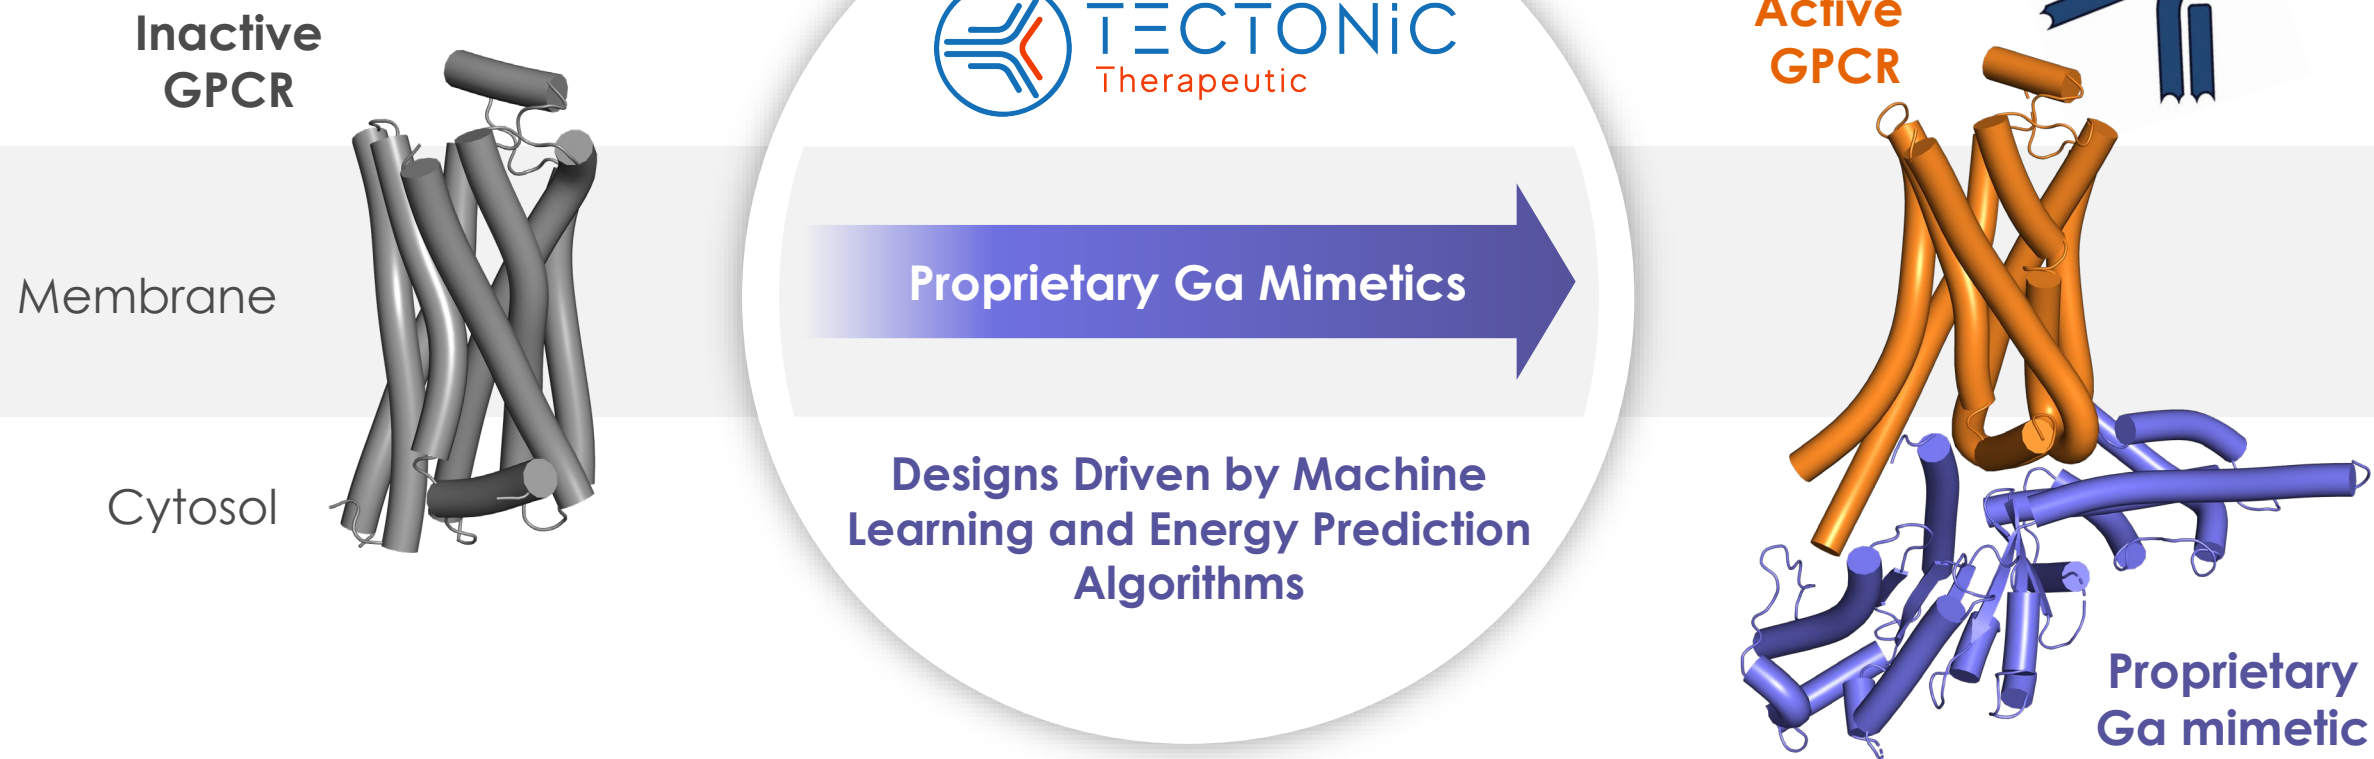 Inactive
GPCR
Membrane
Cytosol
TECTONiC
Therapeutic
Proprietary Ga Mimetics
Designs Driven by Machine
Learning and Energy Prediction
Algorithms
Active
GPCR
Proprietary
Ga mimetic